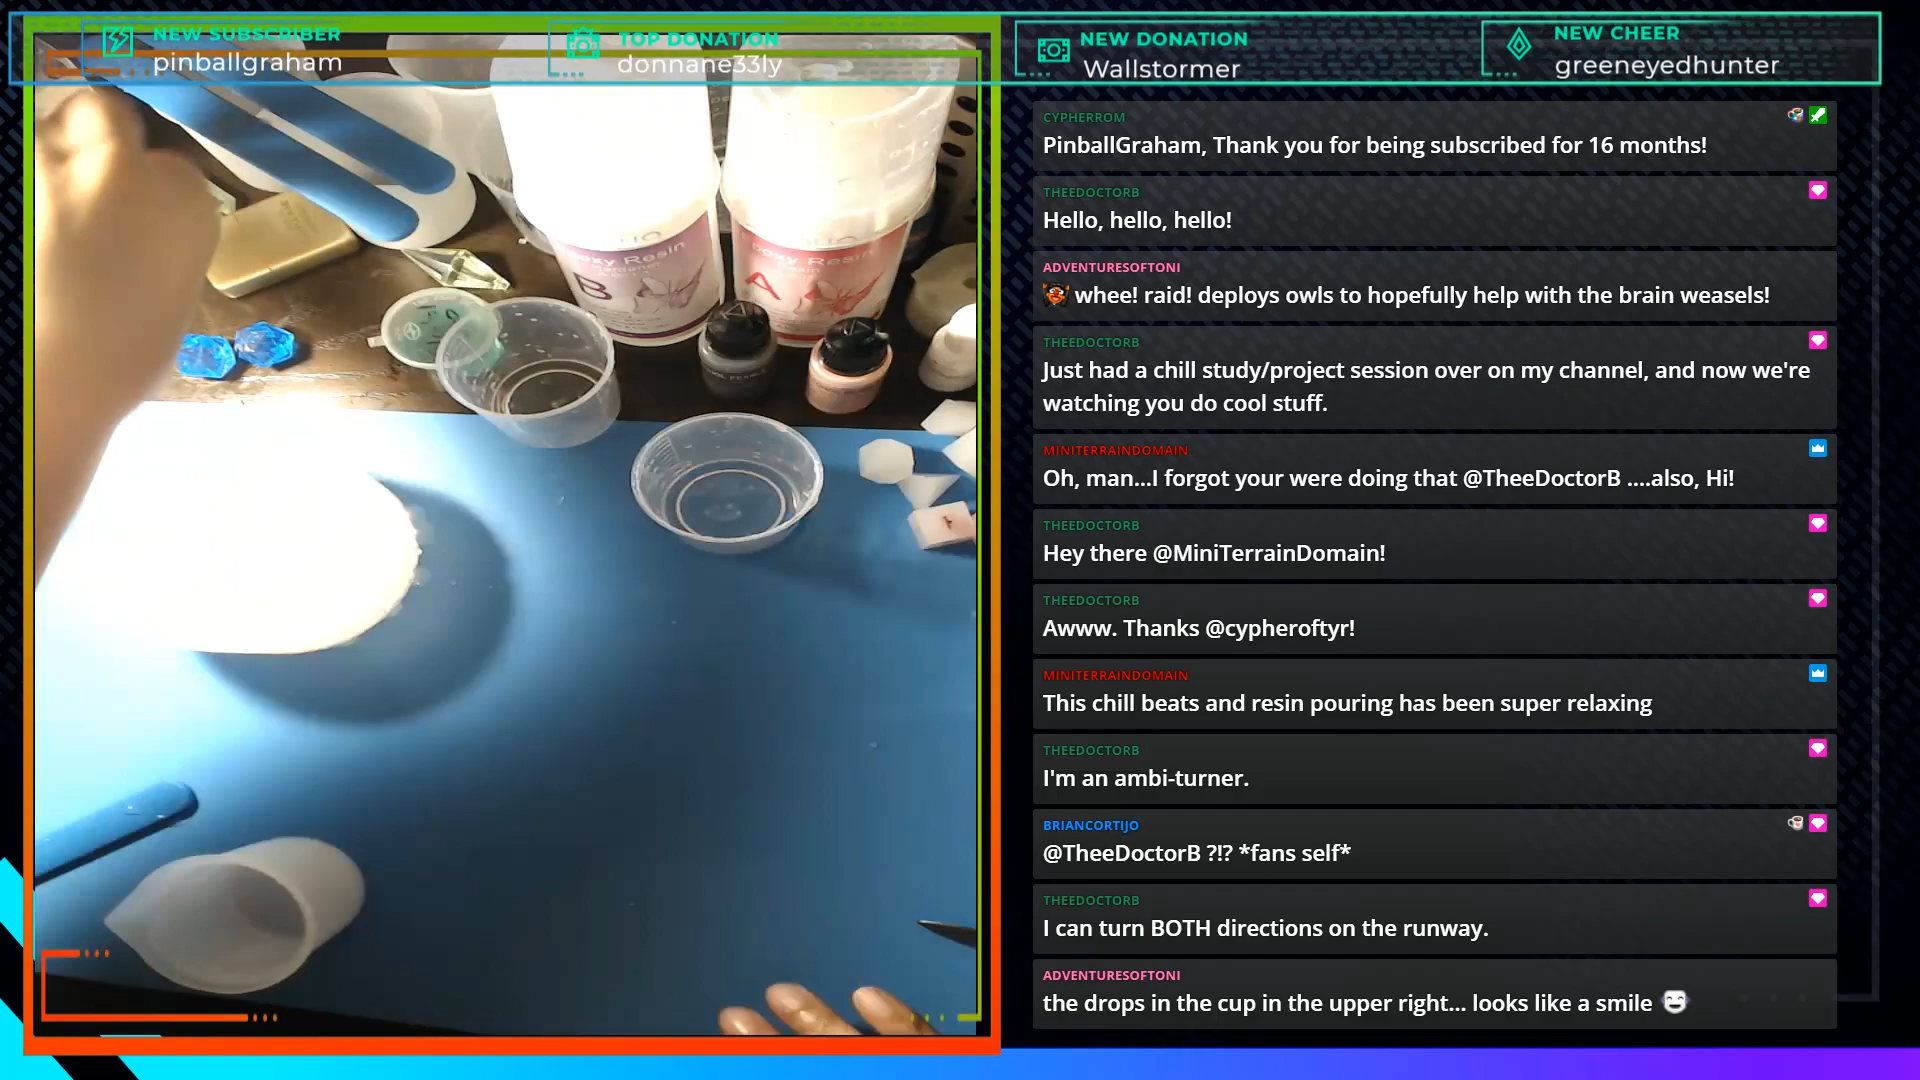 NEW SUBSCRIBER
pinballgraham
TOP DONATION
donnane33ly
NEW DONATION
Wallstormer
NEW CHEER
greeneyedhunter
CYPHERROM
PinballGraham, Thank you for being subscribed for 16 months!
THEEDOCTORB
Hello, hello, hello!
ADVENTURESOFTONI
whee! raid! deploys owls to hopefully help with the brain weasels!
THEEDOCTORB
Just had a chill study/project session over on my channel, and now we're
watching you do cool stuff.
MINITERRAINDOMAIN
Oh, man...I forgot your were doing that @TheeDoctorB ....also, Hi!
THEEDOCTORB
Hey there @MiniTerrainDomain!
THEEDOCTORB
Awww. Thanks @cypheroftyr!
MINITERRAINDOMAIN
This chill beats and resin pouring has been super relaxing
THEEDOCTORB
I'm an ambi-turner.
BRIANCORTIJO
@TheeDoctorB ?!? *fans self*
THEEDOCTORB
I can turn BOTH directions on the runway.
ADVENTURESOFTONI
the drops in the cup in the upper right... looks like a smile
Epoxy Resin
B
Epoxy Resin
Resin
A